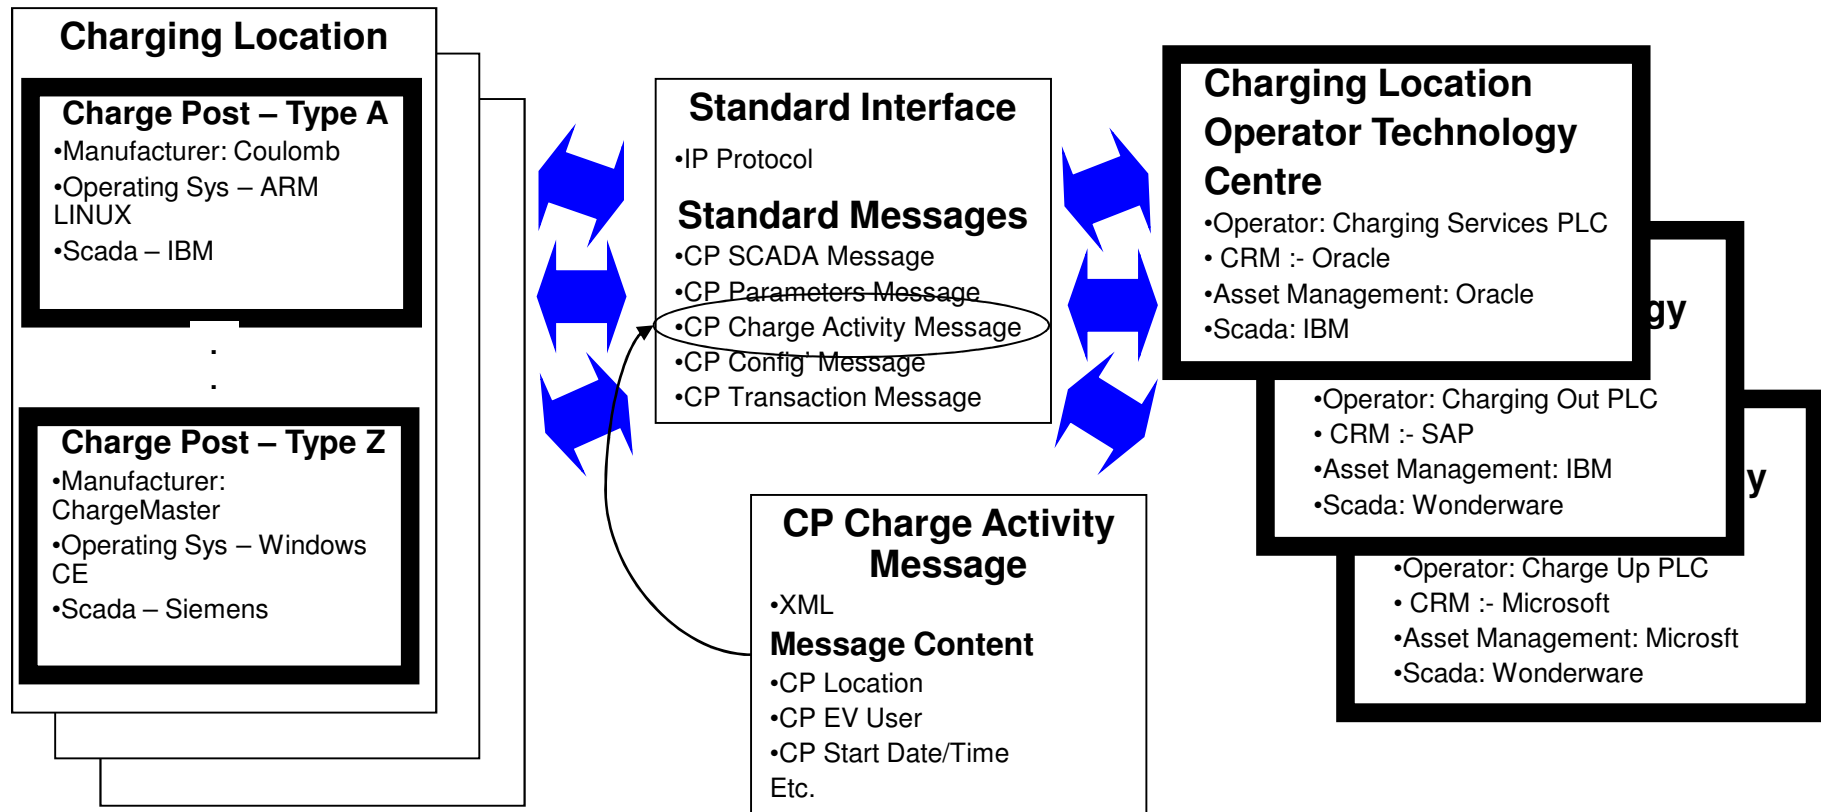 Charging Location
Charge Post – Type A
•Manufacturer: Coulomb
•Operating Sys – ARM
LINUX
•Scada – IBM
.
.
Charge Post – Type Z
•Manufacturer:
ChargeMaster
•Operating Sys – Windows
CE
•Scada – Siemens
Standard Interface
•IP Protocol
Standard Messages
•CP SCADA Message
•CP Parameters Message
•CP Charge Activity Message
•CP Config' Message
•CP Transaction Message
CP Charge Activity
Message
•XML
Message Content
•CP Location
•CP EV User
•CP Start Date/Time
Etc.
Charging Location
Operator Technology
Centre
•Operator: Charging Services PLC
• CRM :- Oracle
•Asset Management: Oracle
•Scada: IBM
gy
•Operator: Charging Out PLC
• CRM :- SAP
•Asset Management: IBM
•Scada: Wonderware
y
•Operator: Charge Up PLC
• CRM :- Microsoft
•Asset Management: Microsft
•Scada: Wonderware